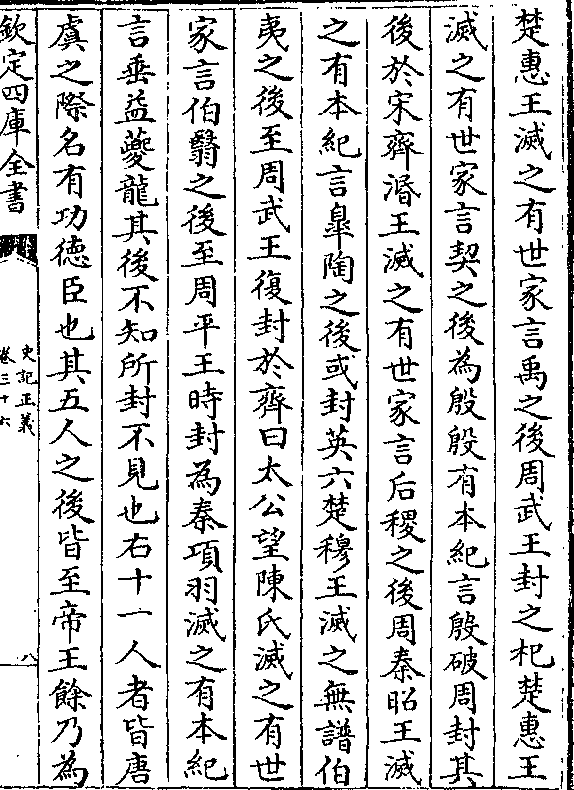 楚惠王滅之有世家言禹之後周武王封之杞楚惠王
滅之有世家言契之後為殷殷有本紀言殷破周封其
後於宋齊湣王滅之有世家言后稷之後周秦昭王滅
之有本紀言臯陶之後或封英六楚穆王滅之無譜伯
夷之後至周武王復封於齊曰太公望陳氏滅之有世
家言伯翳之後至周平王時封為秦項羽滅之有本紀
言垂益夔龍其後不知所封不見也右十一人者皆唐
虞之際名有功徳臣也其五人之後皆至帝王餘乃為
欽定四庫全書
史記正義
卷三十六
八